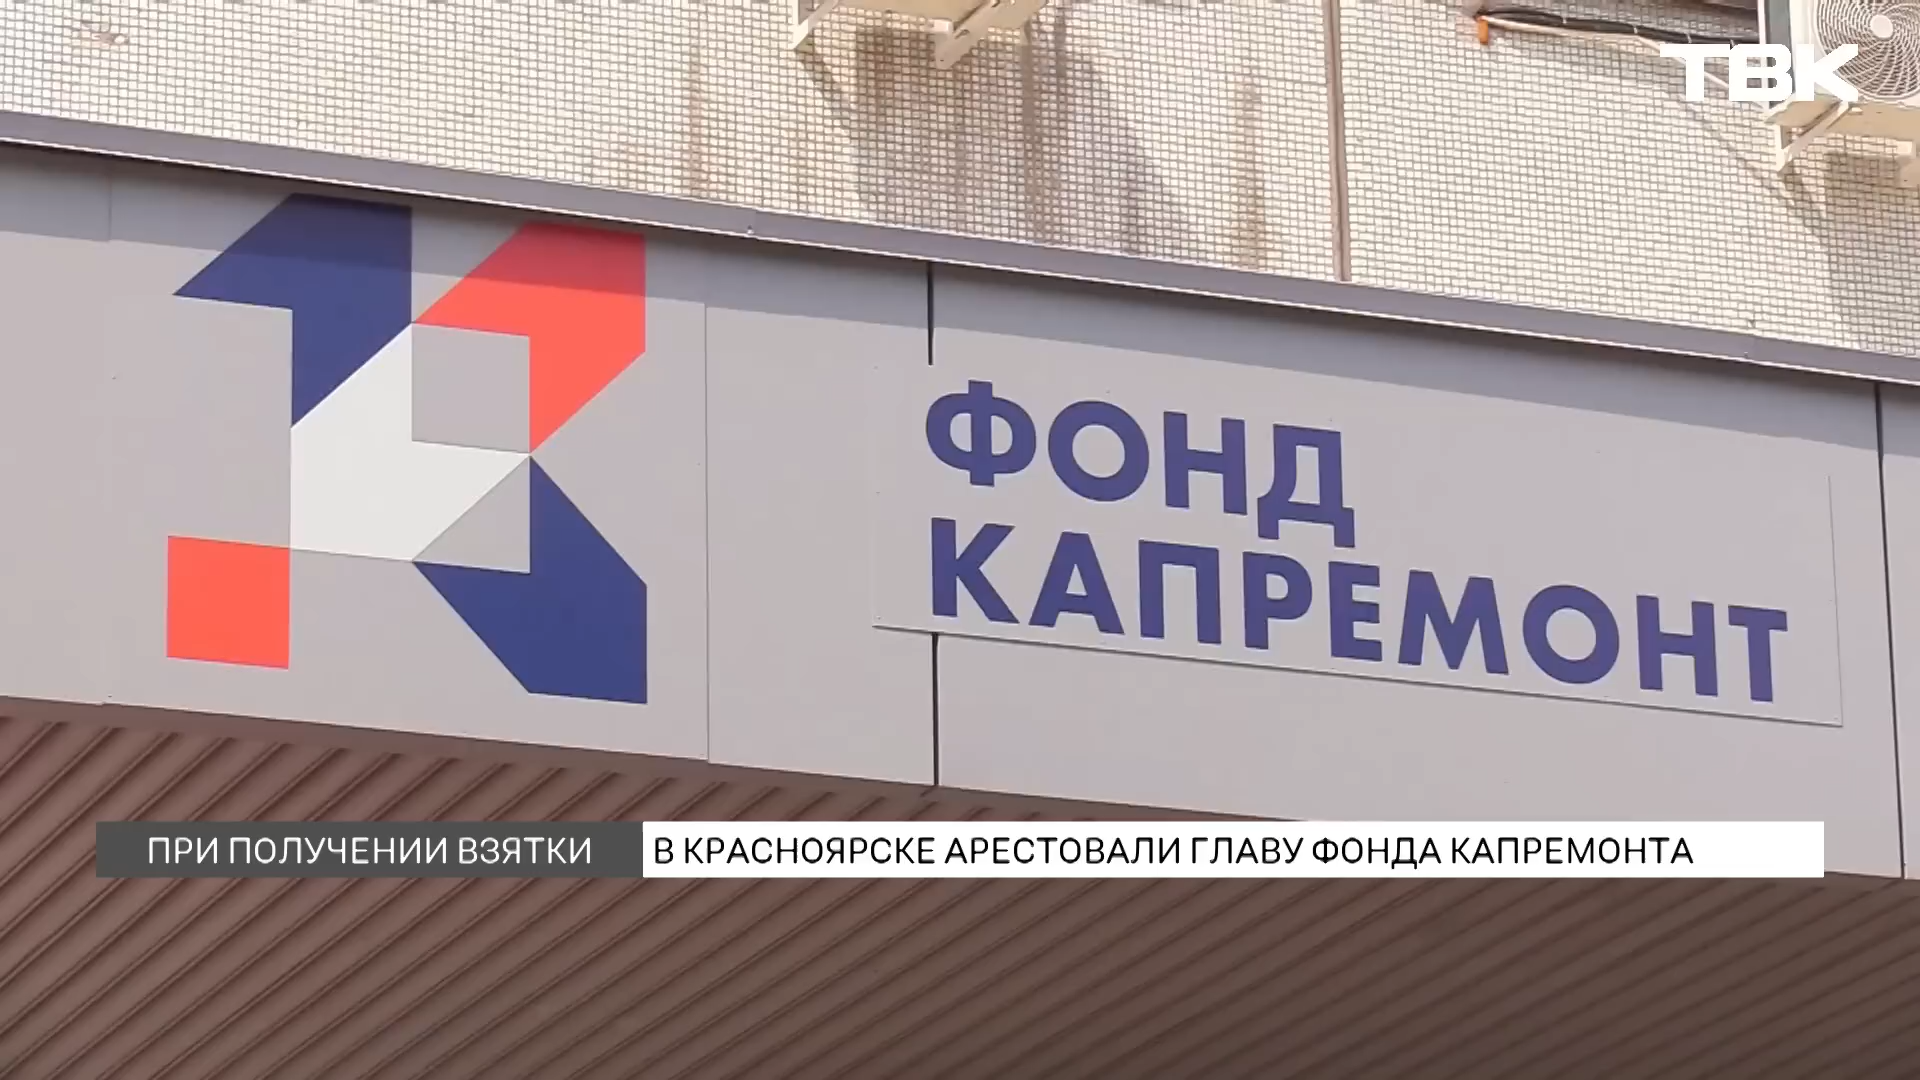 ТВК
ФОНД
КАПРЕМОНТ
ПРИ ПОЛУЧЕНИИ ВЗЯТКИ
В КРАСНОЯРСКЕ АРЕСТОВАЛИ ГЛАВУ ФОНДА КАПРЕМОНТА